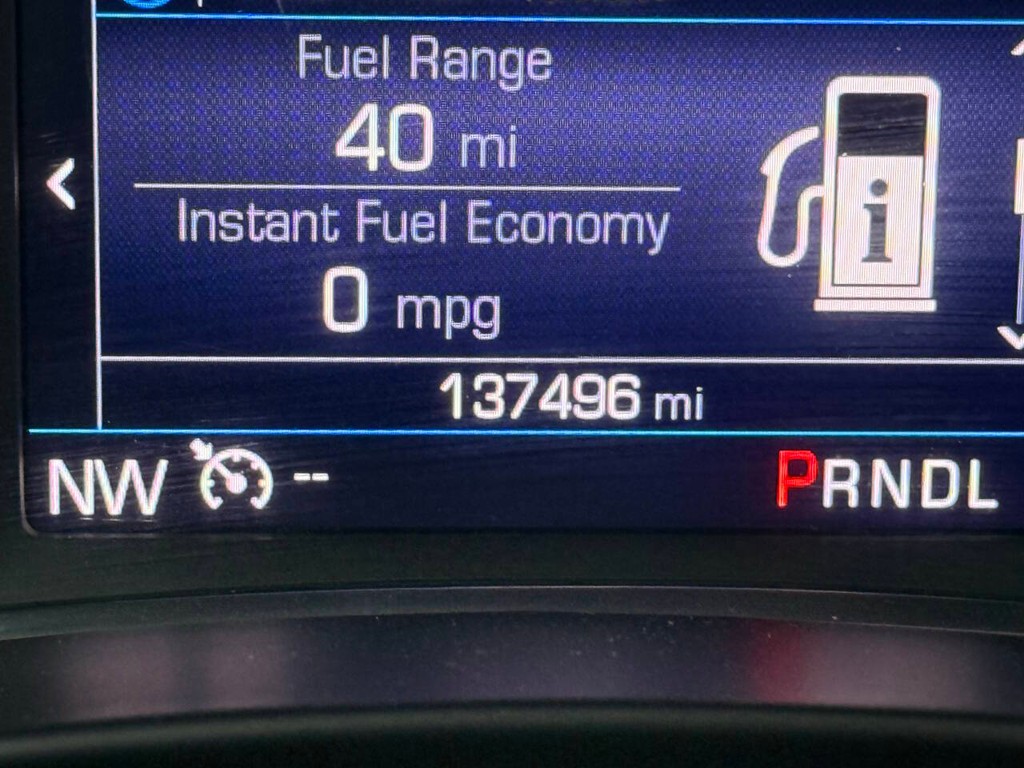 Fuel Range
40 mi
Instant Fuel Economy
0 mpg
i
137496 mi
NW -- PRNDL